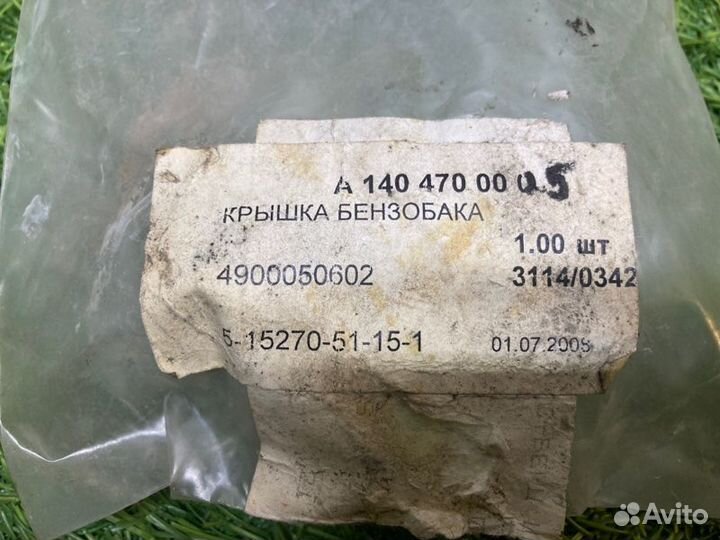 A 140 470 00 05
КРЫШКА БЕНЗОБАКА
1.00 шт
4900050602
3114/0342
5-15270-51-15-1
01.07.2008
Avito